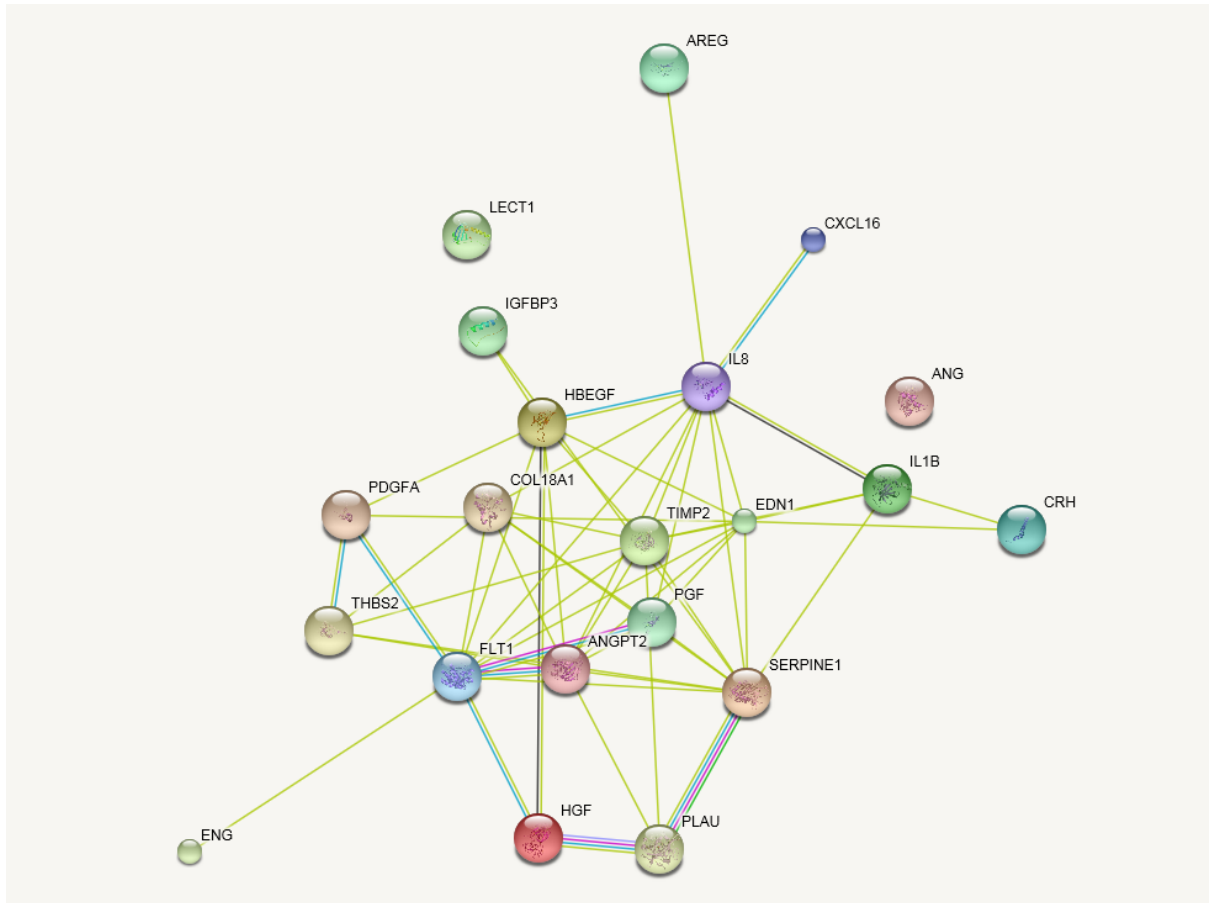 AREG
LECT1
CXCL16
IGFBP3
IL8
ANG
HBEGF
IL1B
PDGFA
COL18A1
EDN1
CRH
TIMP2
THBS2
PGF
FLT1
ANGPT2
SERPINE1
HGF
PLAU
ENG